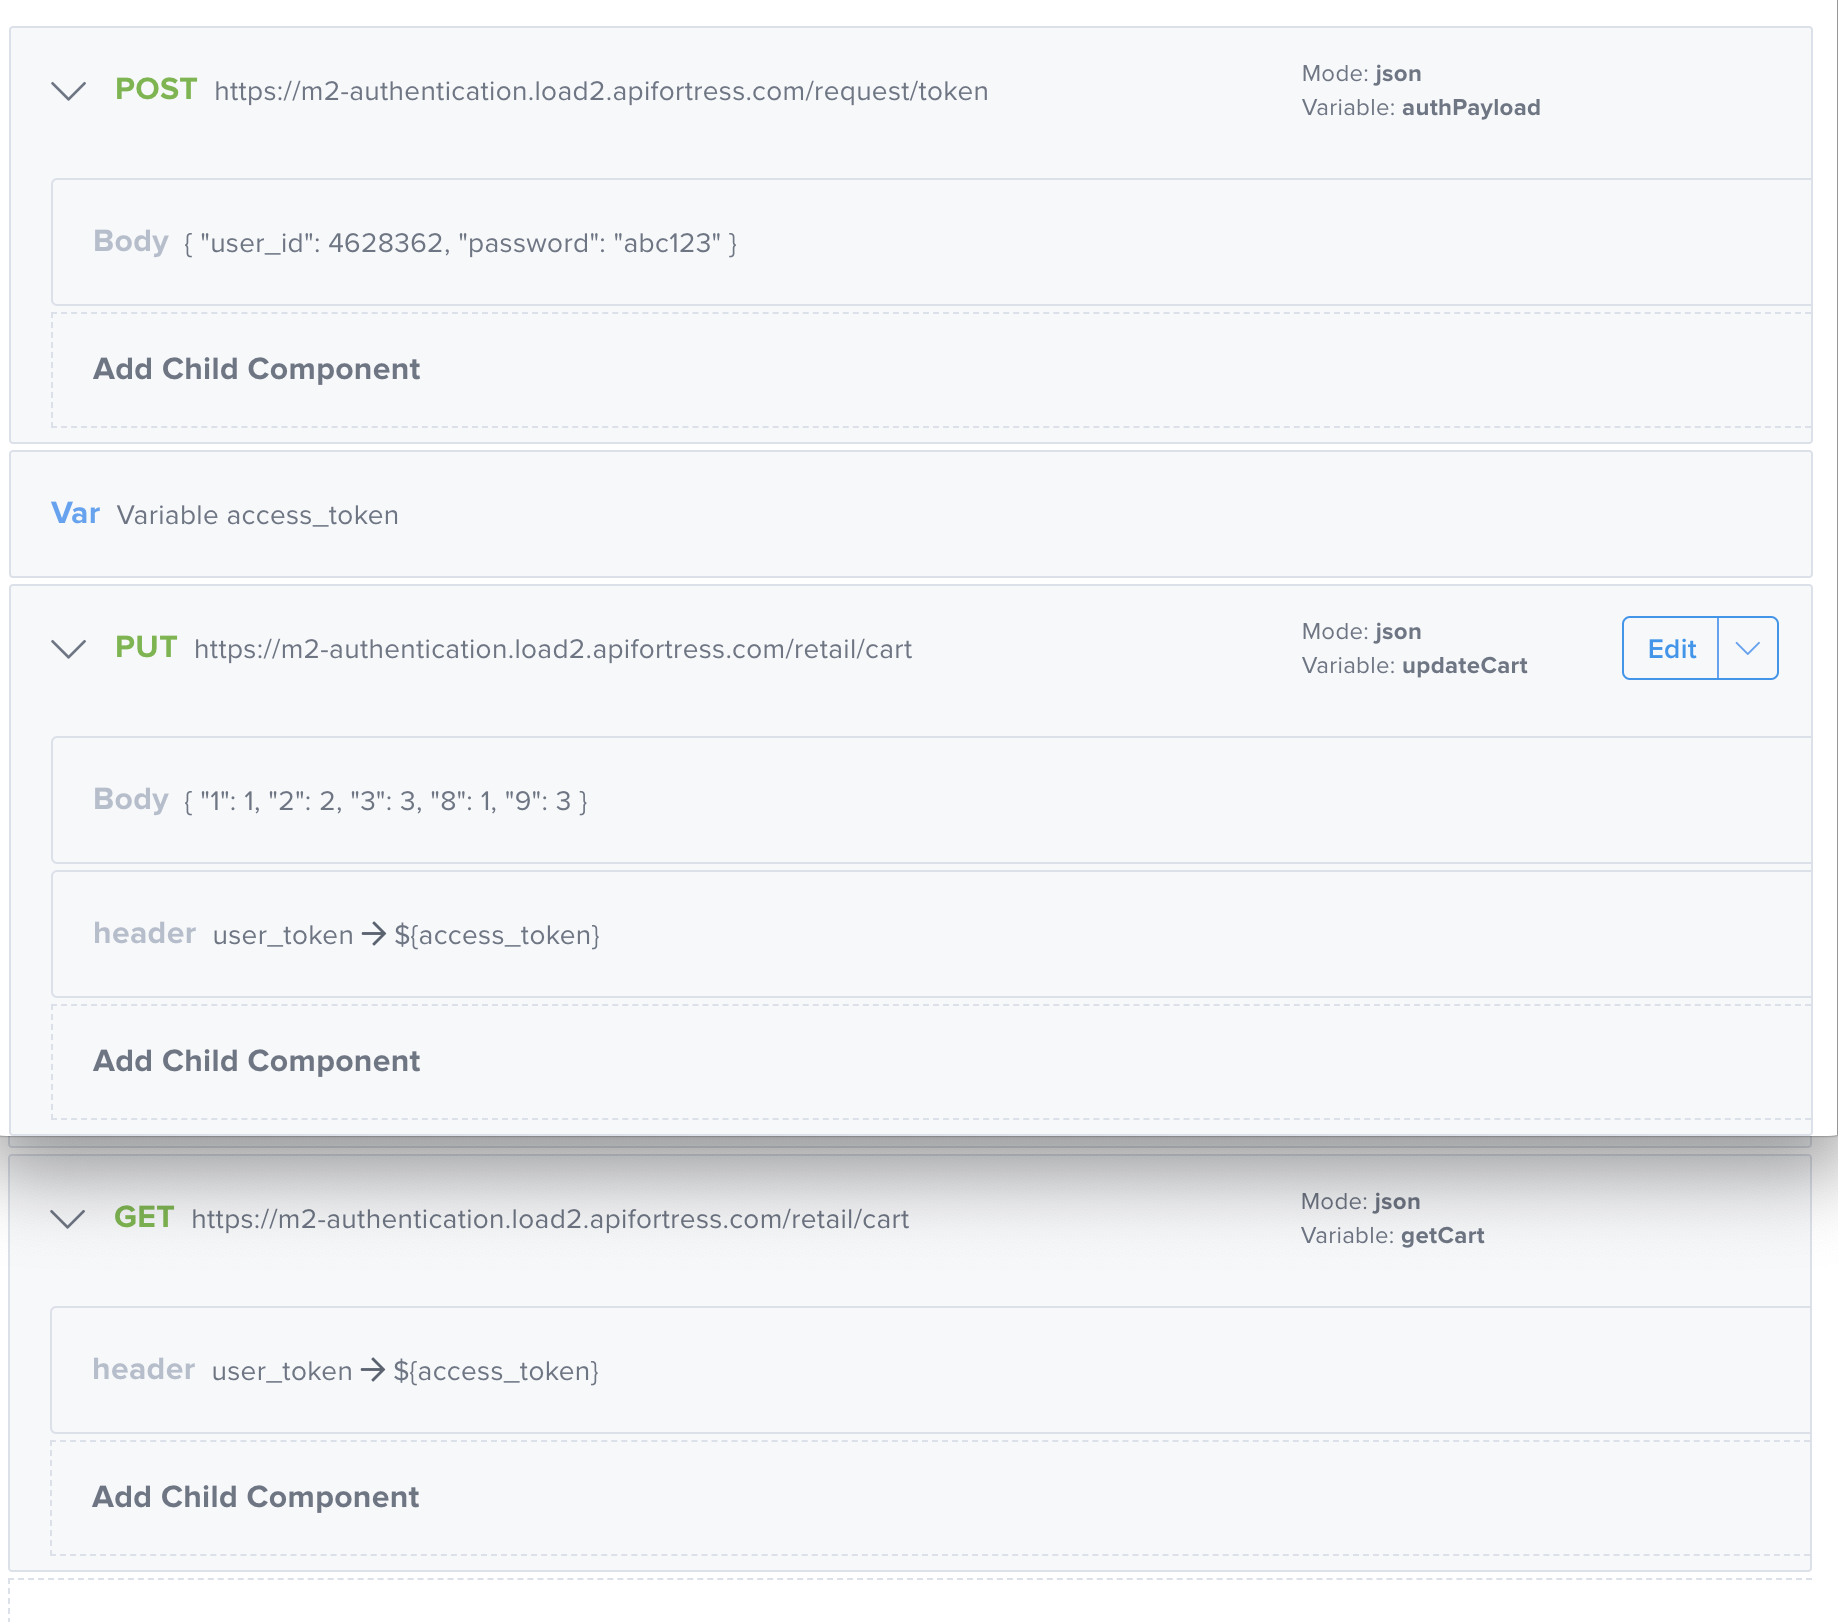 POST https://m2-authentication.load2.apifortress.com/request/token
Mode: json
Variable: authPayload
Body { "user_id": 4628362, "password": "abc123" }
Add Child Component
Var Variable access_token
PUT https://m2-authentication.load2.apifortress.com/retail/cart
Mode: json
Variable: updateCart
Edit
Body { "1": 1, "2": 2, "3": 3, "8": 1, "9": 3 }
header user_token → ${access_token}
Add Child Component
GET https://m2-authentication.load2.apifortress.com/retail/cart
Mode: json
Variable: getCart
header user_token → ${access_token}
Add Child Component